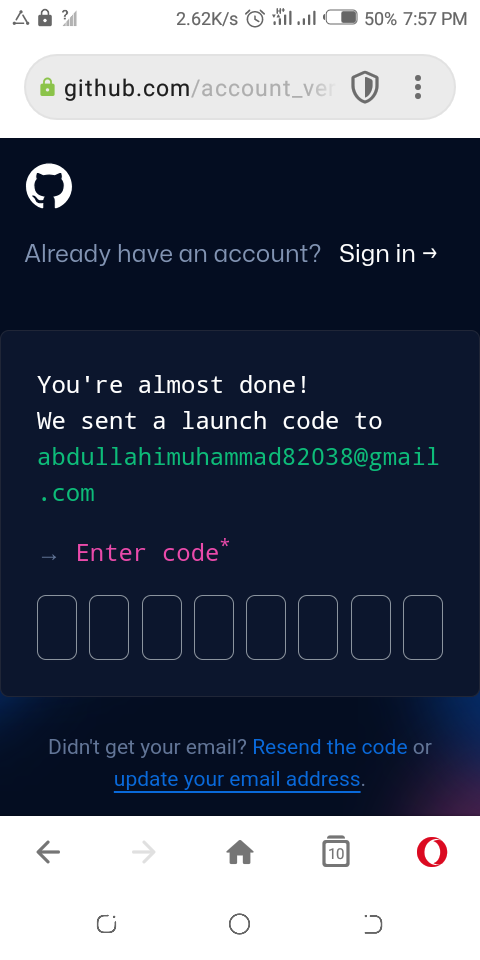 2.62K/s 50% 7:57 PM
github.com/account_ver
Already have an account? Sign in →
You're almost done!
We sent a launch code to
abdullahimuhammad82038@gmail
.com
→ Enter code*
Didn't get your email? Resend the code or
update your email address.
10